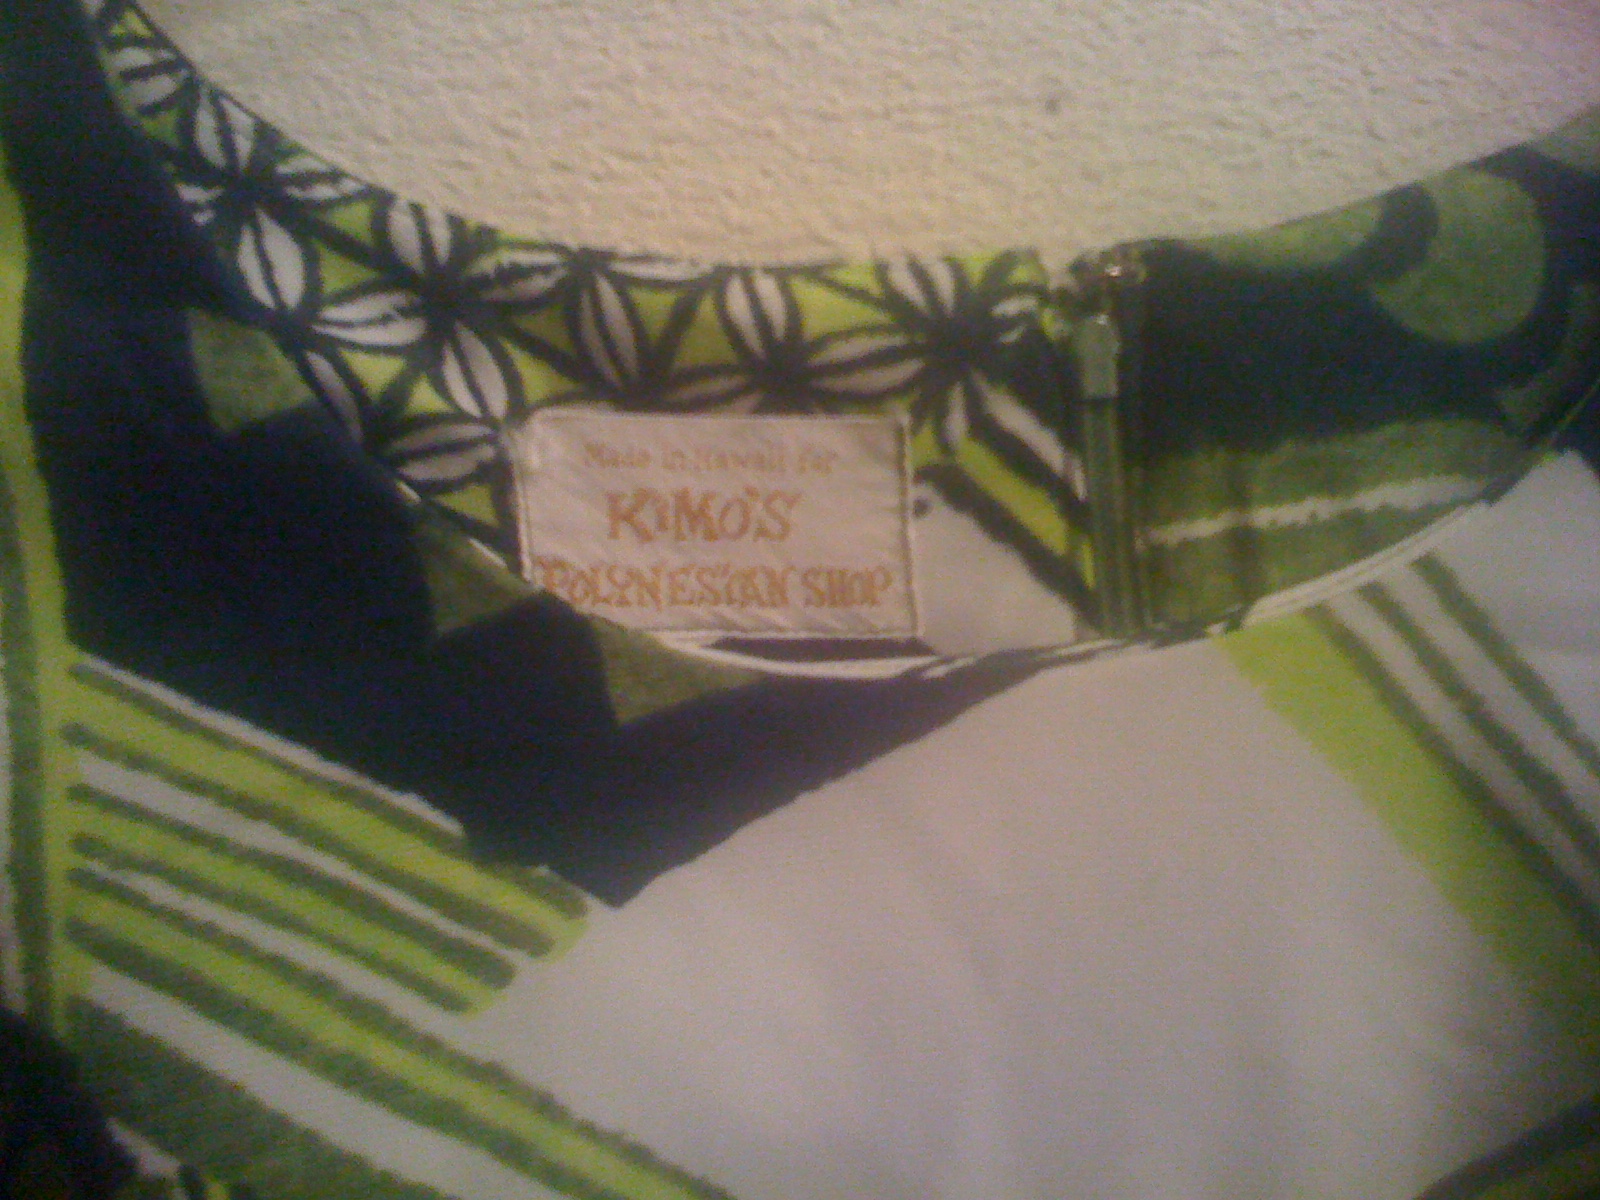 Made in Hawaii for
KiMO'S
POLYNESIAN SHOP